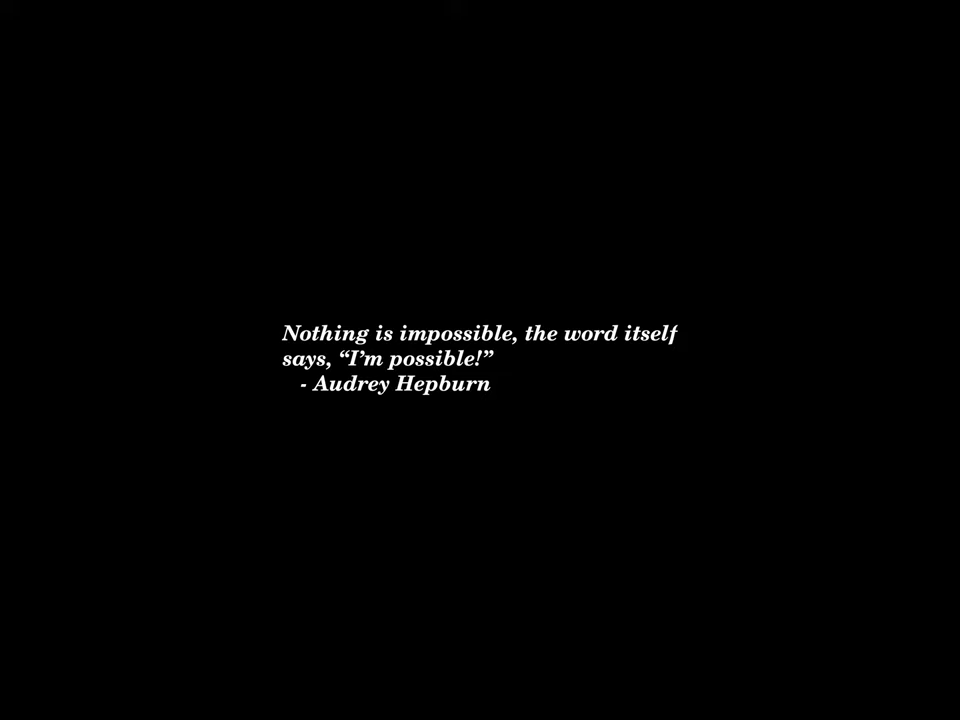 Nothing is impossible, the word itself
says, “I’m possible!”
- Audrey Hepburn